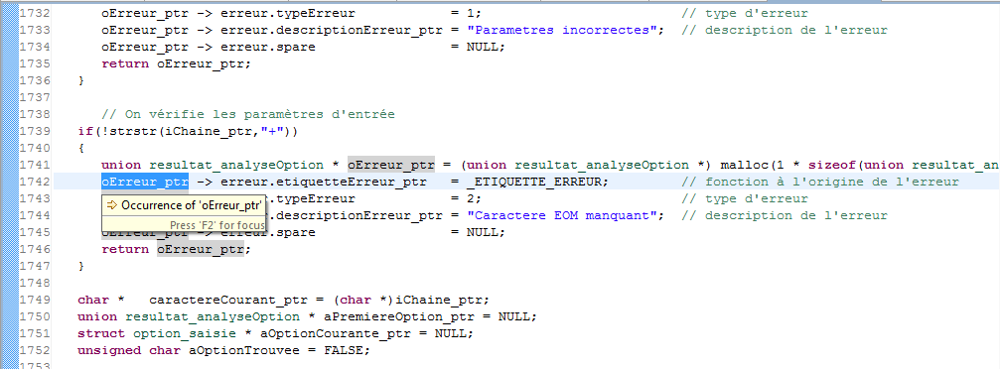 1732 oErreur_ptr -> erreur.typeErreur = 1; // type d'erreur
1733 oErreur_ptr -> erreur.descriptionErreur_ptr = "Parametres incorrectes"; // description de l'erreur
1734 oErreur_ptr -> erreur.spare = NULL;
1735 return oErreur_ptr;
1736 }
1737
1738 // On vérifie les paramètres d'entrée
1739 if(!strstr(iChaine_ptr,"+"))
1740 {
1741 union resultat_analyseOption * oErreur_ptr = (union resultat_analyseOption *) malloc(1 * sizeof(union resultat_an
1742 oErreur_ptr -> erreur.etiquetteErreur_ptr = _ETIQUETTE_ERREUR; // fonction à l'origine de l'erreur
1743 .typeErreur = 2; // type d'erreur
Occurrence of 'oErreur_ptr'
1744 .descriptionErreur_ptr = "Caractere EOM manquant"; // description de l'erreur
Press 'F2' for focus
1745 oErreur_ptr -> erreur.spare = NULL;
1746 return oErreur_ptr;
1747 }
1748
1749 char * caractereCourant_ptr = (char *)iChaine_ptr;
1750 union resultat_analyseOption * aPremiereOption_ptr = NULL;
1751 struct option_saisie * aOptionCourante_ptr = NULL;
1752 unsigned char aOptionTrouvee = FALSE;
1753